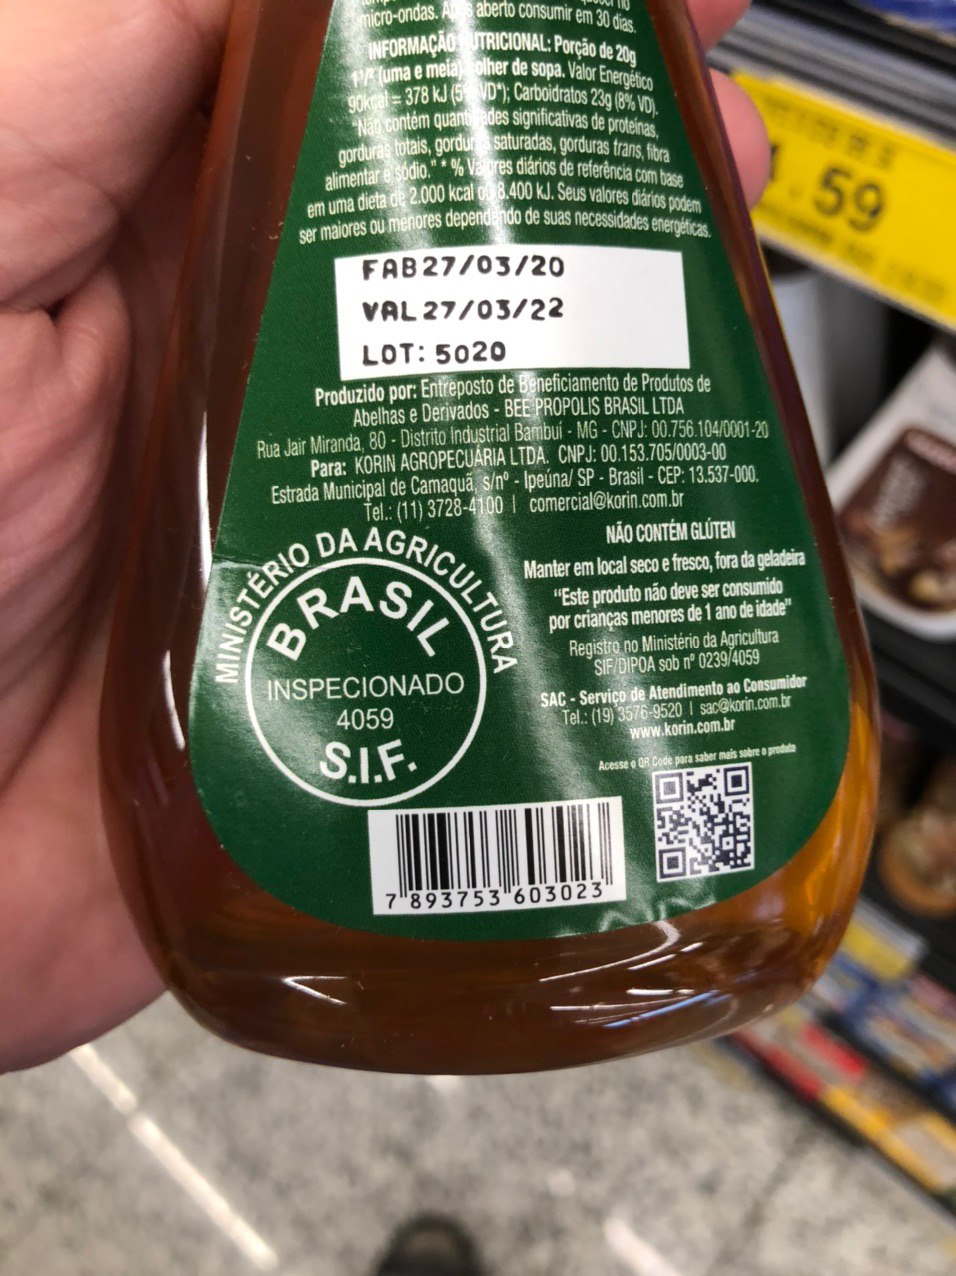 micro-ondas. Após aberto consumir em 30 dias.
INFORMAÇÃO NUTRICIONAL: Porção de 20g
(uma e meia) colher de sopa. Valor Energético
90kcal = 378 kJ (5% VD*); Carboidratos 23g (8% VD).
"Não contém quantidades significativas de proteínas,
gorduras totais, gorduras saturadas, gorduras trans, fibra
alimentar e sódio." * % Valores diários de referência com base
em uma dieta de 2.000 kcal ou 8.400 kJ. Seus valores diários podem
ser maiores ou menores dependendo de suas necessidades energéticas.
FAB 27/03/20
VAL 27/03/22
LOT: 5020
Produzido por: Entreposto de Beneficiamento de Produtos de
Abelhas e Derivados - BEE PROPOLIS BRASIL LTDA
Rua Jair Miranda, 80 - Distrito Industrial Bambuí - MG - CNPJ: 00.756.104/0001-20
Para: KORIN AGROPECUÁRIA LTDA. CNPJ: 00.153.705/0003-00
Estrada Municipal de Camaquã, s/nº - Ipeúna/ SP - Brasil - CEP: 13.537-000.
Tel.: (11) 3728-4100 | comercial@korin.com.br
MINISTÉRIO DA AGRICULTURA
BRASIL
INSPECIONADO
4059
S.I.F.
NÃO CONTÉM GLÚTEN
Manter em local seco e fresco, fora da geladeira
"Este produto não deve ser consumido
por crianças menores de 1 ano de idade"
Registro no Ministério da Agricultura
SIF/DIPOA sob nº 0239/4059
SAC - Serviço de Atendimento ao Consumidor
Tel.: (19) 3576-9520 | sac@korin.com.br
www.korin.com.br
Acesse o QR Code para saber mais sobre o produto
7 893753 603023
59